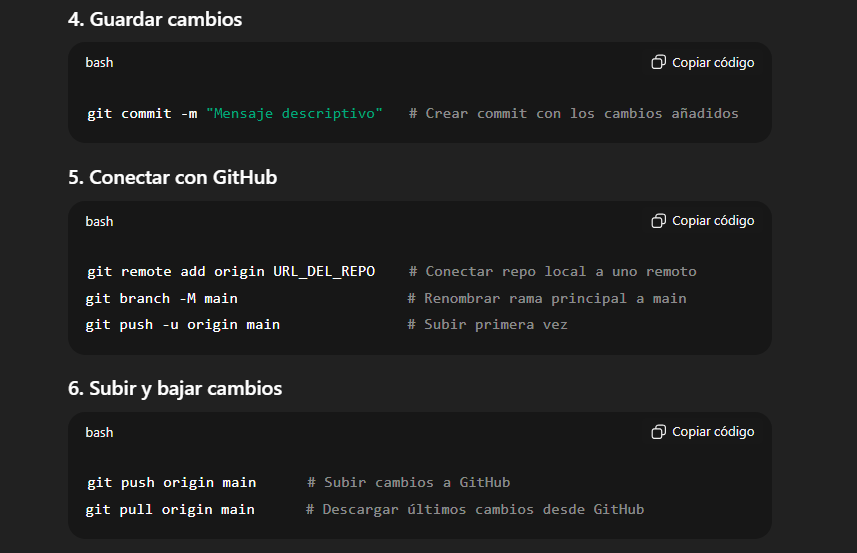 4. Guardar cambios
bash Copiar código
git commit -m "Mensaje descriptivo" # Crear commit con los cambios añadidos
5. Conectar con GitHub
bash Copiar código
git remote add origin URL_DEL_REPO # Conectar repo local a uno remoto
git branch -M main # Renombrar rama principal a main
git push -u origin main # Subir primera vez
6. Subir y bajar cambios
bash Copiar código
git push origin main # Subir cambios a GitHub
git pull origin main # Descargar últimos cambios desde GitHub